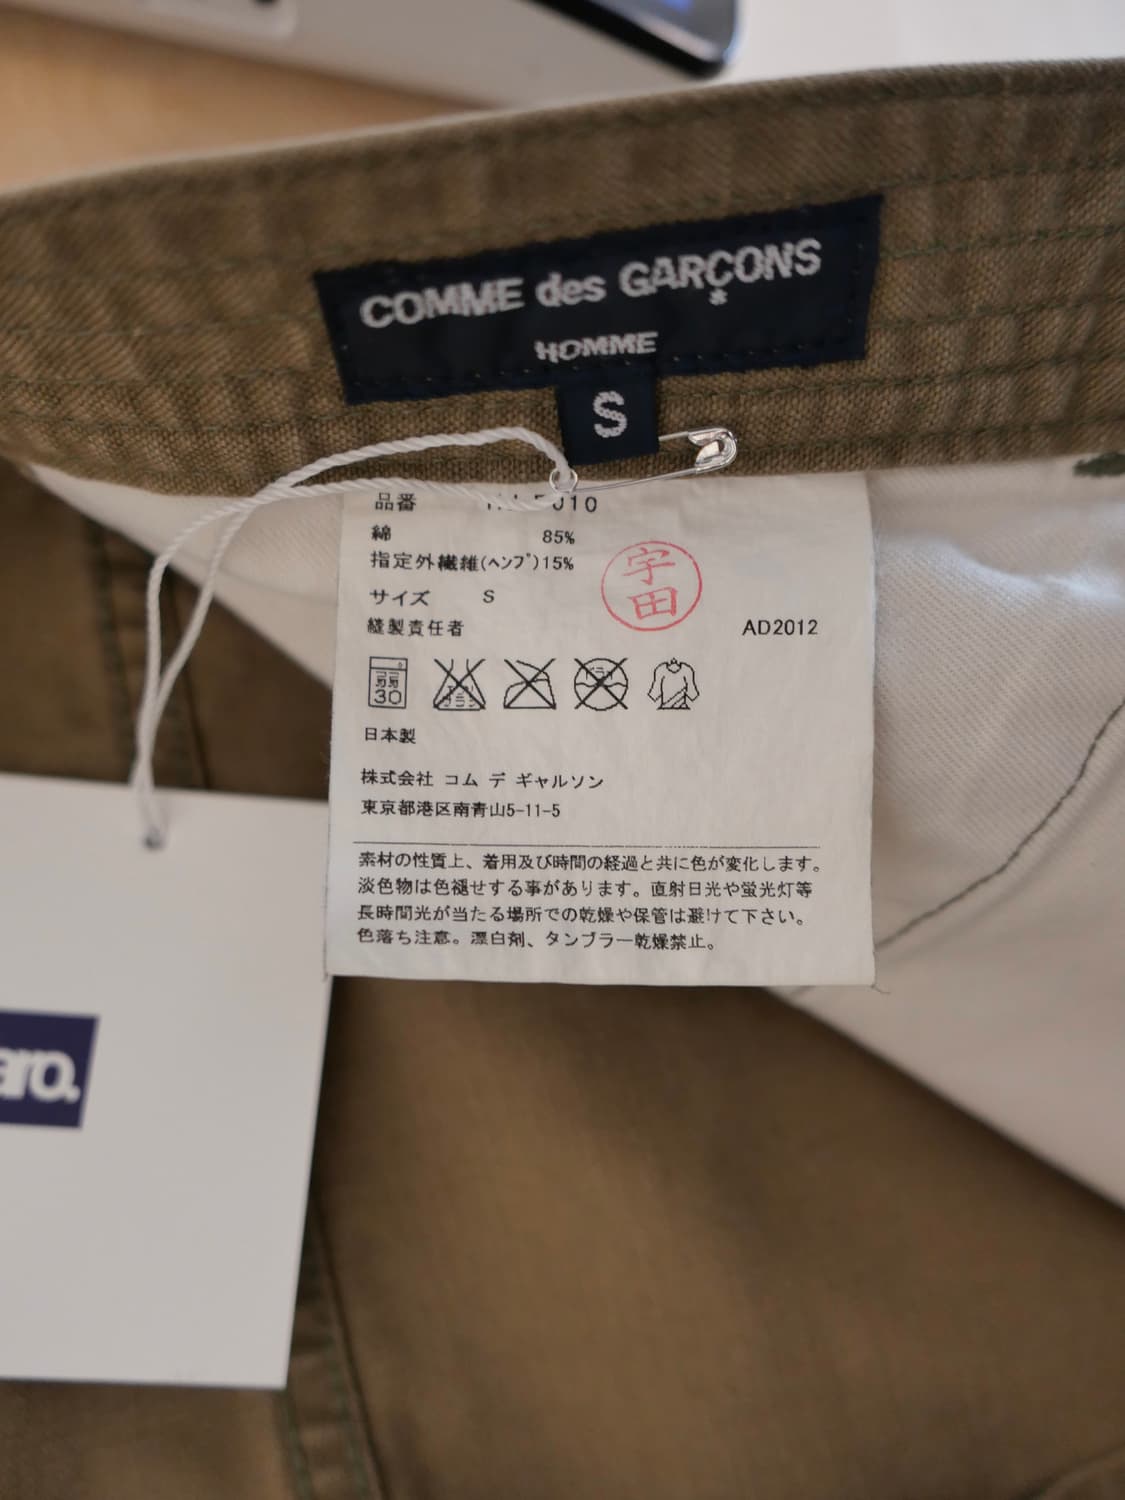 COMME des GARÇONS
HOMME
S
品番 010
綿 85%
指定外繊維(ヘンプ)15%
サイズ S
縫製責任者
宇田
AD2012
弱
30
日本製
株式会社 コム デ ギャルソン
東京都港区南青山5-11-5
素材の性質上、着用及び時間の経過と共に色が変化します。
淡色物は色褪せする事があります。直射日光や蛍光灯等
長時間光が当たる場所での乾燥や保管は避けて下さい。
色落ち注意。漂白剤、タンブラー乾燥禁止。
aro.